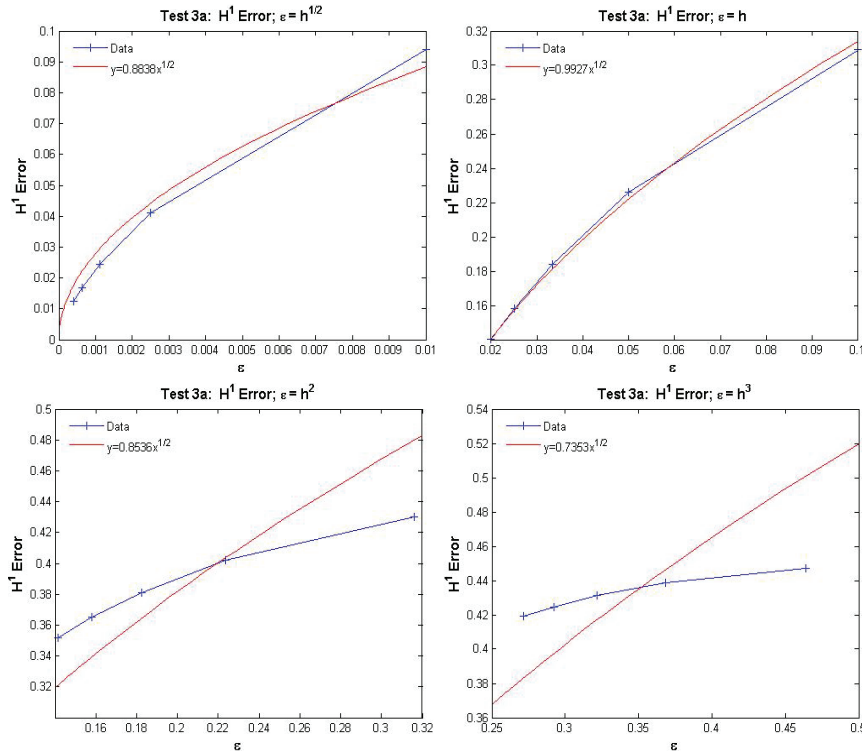 Test 3a: H¹ Error; ε = h^{1/2}
Data
y=0.8838x^{1/2}
H¹ Error
0.1
0.09
0.08
0.07
0.06
0.05
0.04
0.03
0.02
0.01
0
0 0.001 0.002 0.003 0.004 0.005 0.006 0.007 0.008 0.009 0.01
ε
Test 3a: H¹ Error; ε = h
Data
y=0.9927x^{1/2}
H¹ Error
0.32
0.3
0.28
0.26
0.24
0.22
0.2
0.18
0.16
0.02 0.03 0.04 0.05 0.06 0.07 0.08 0.09 0.1
ε
Test 3a: H¹ Error; ε = h²
Data
y=0.8536x^{1/2}
H¹ Error
0.5
0.48
0.46
0.44
0.42
0.4
0.38
0.36
0.34
0.32
0.16 0.18 0.2 0.22 0.24 0.26 0.28 0.3 0.32
ε
Test 3a: H¹ Error; ε = h³
Data
y=0.7353x^{1/2}
H¹ Error
0.54
0.52
0.5
0.48
0.46
0.44
0.42
0.4
0.38
0.36
0.25 0.3 0.35 0.4 0.45 0.5
ε